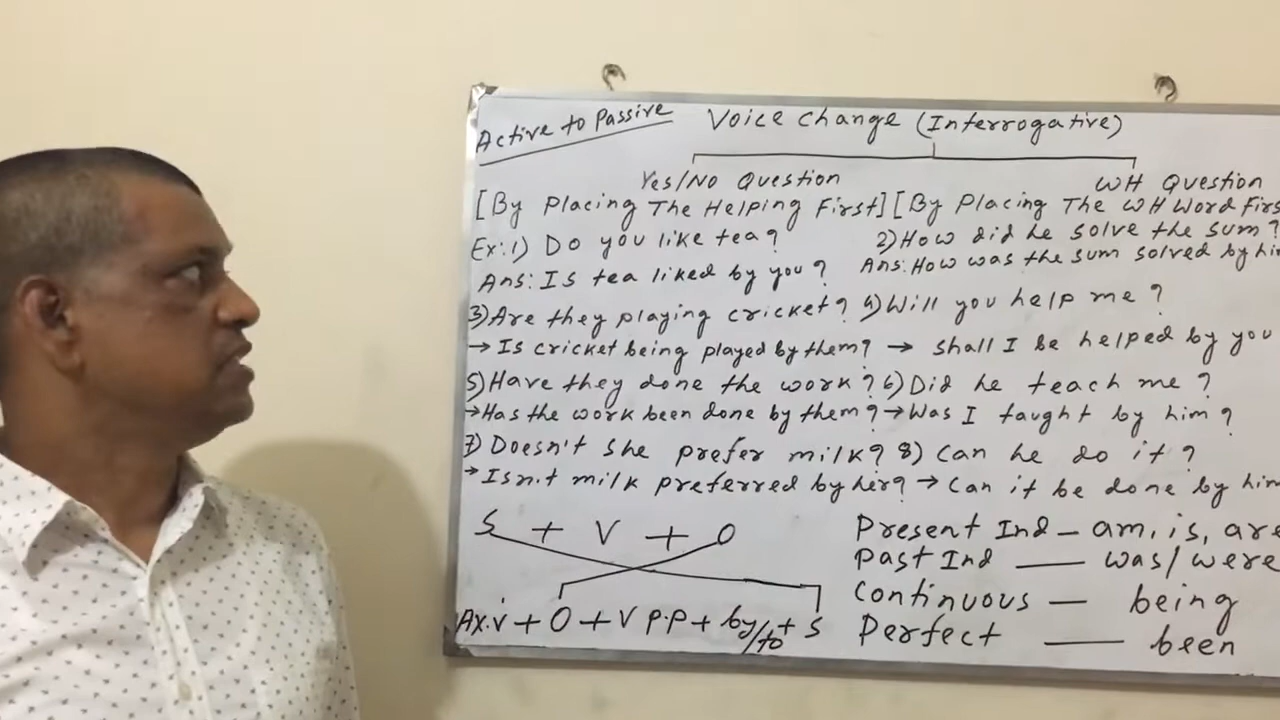 Active to Passive Voice Change (Interrogative)
Yes/No Question WH Question
[By Placing The Helping First] [By Placing The WH Word Firs
Ex: 1) Do you like tea? 2) How did he solve the sum?
Ans: Is tea liked by you? Ans: How was the sum solved by hi
3) Are they playing cricket? 4) Will you help me?
→ Is cricket being played by them? → Shall I be helped by you
5) Have they done the work? 6) Did he teach me?
→ Has the work been done by them? → Was I taught by him?
7) Doesn't she prefer milk? 8) Can he do it?
→ Isn't milk preferred by her? → Can it be done by him
S + V + O
Ax.v + O + V p.p + by/to + S
Present Ind – am, is, are
Past Ind — was/were
Continuous — being
Perfect — been